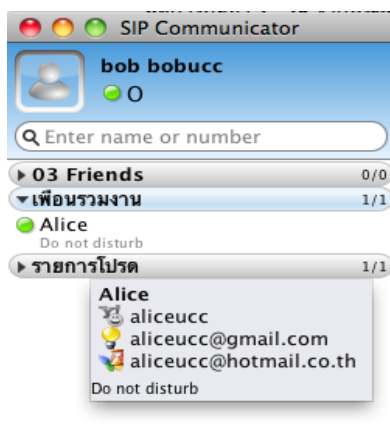 SIP Communicator
bob bobucc
O
Enter name or number
03 Friends 0/0
เพื่อนรวมงาน 1/1
Alice
Do not disturb
รายการโปรด 1/1
Alice
aliceucc
aliceucc@gmail.com
aliceucc@hotmail.co.th
Do not disturb